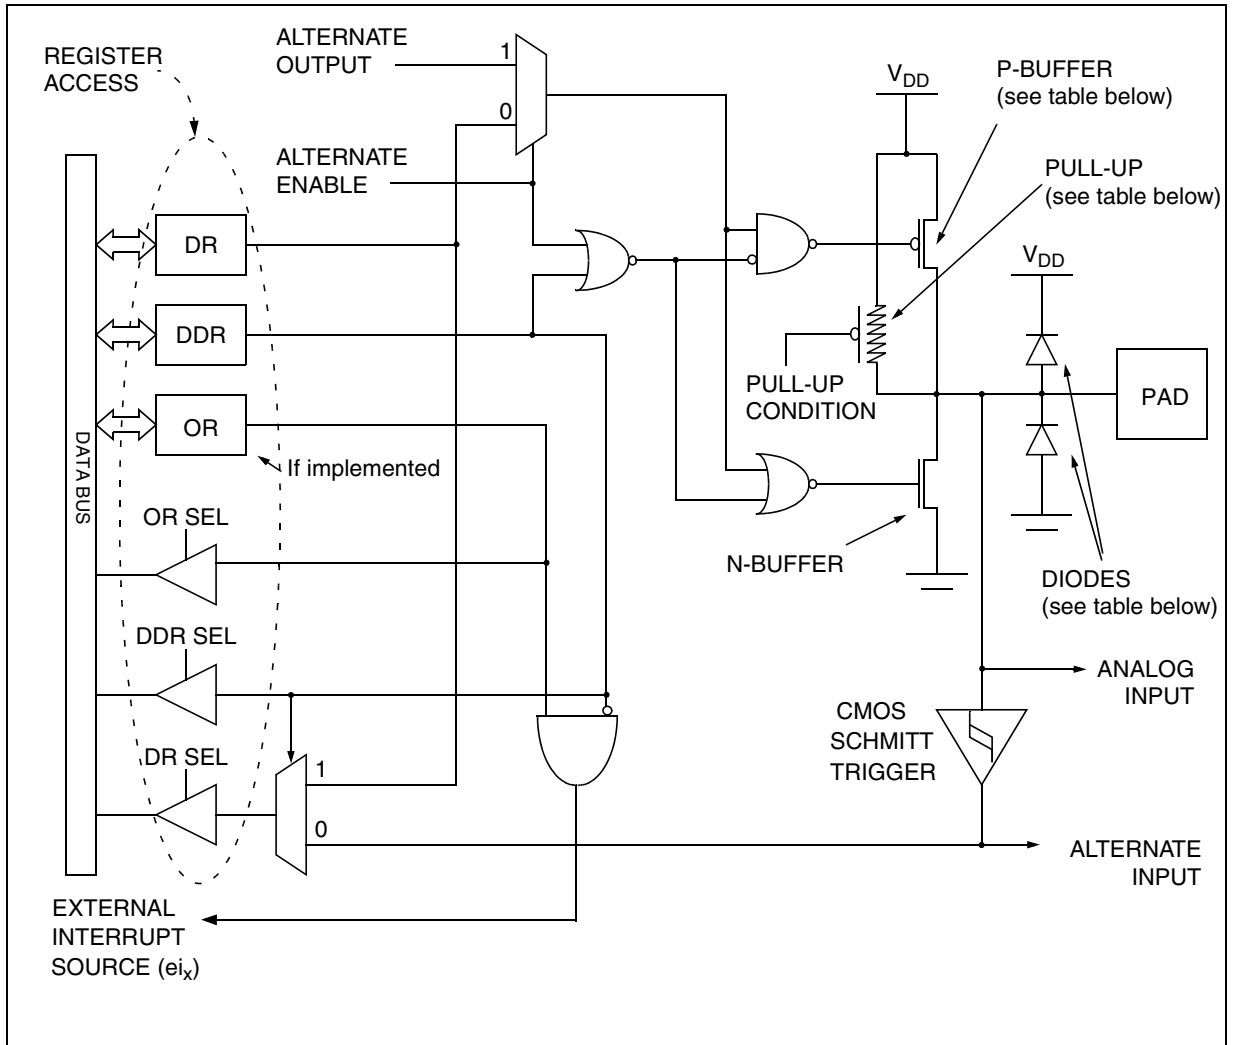 REGISTER
ACCESS
ALTERNATE
OUTPUT
1
0
ALTERNATE
ENABLE
VDD
P-BUFFER
(see table below)
PULL-UP
(see table below)
VDD
DR
DDR
OR
If implemented
DATA BUS
PULL-UP
CONDITION
PAD
N-BUFFER
DIODES
(see table below)
OR SEL
DDR SEL
DR SEL
1
0
ANALOG
INPUT
CMOS
SCHMITT
TRIGGER
ALTERNATE
INPUT
EXTERNAL
INTERRUPT
SOURCE (eix)